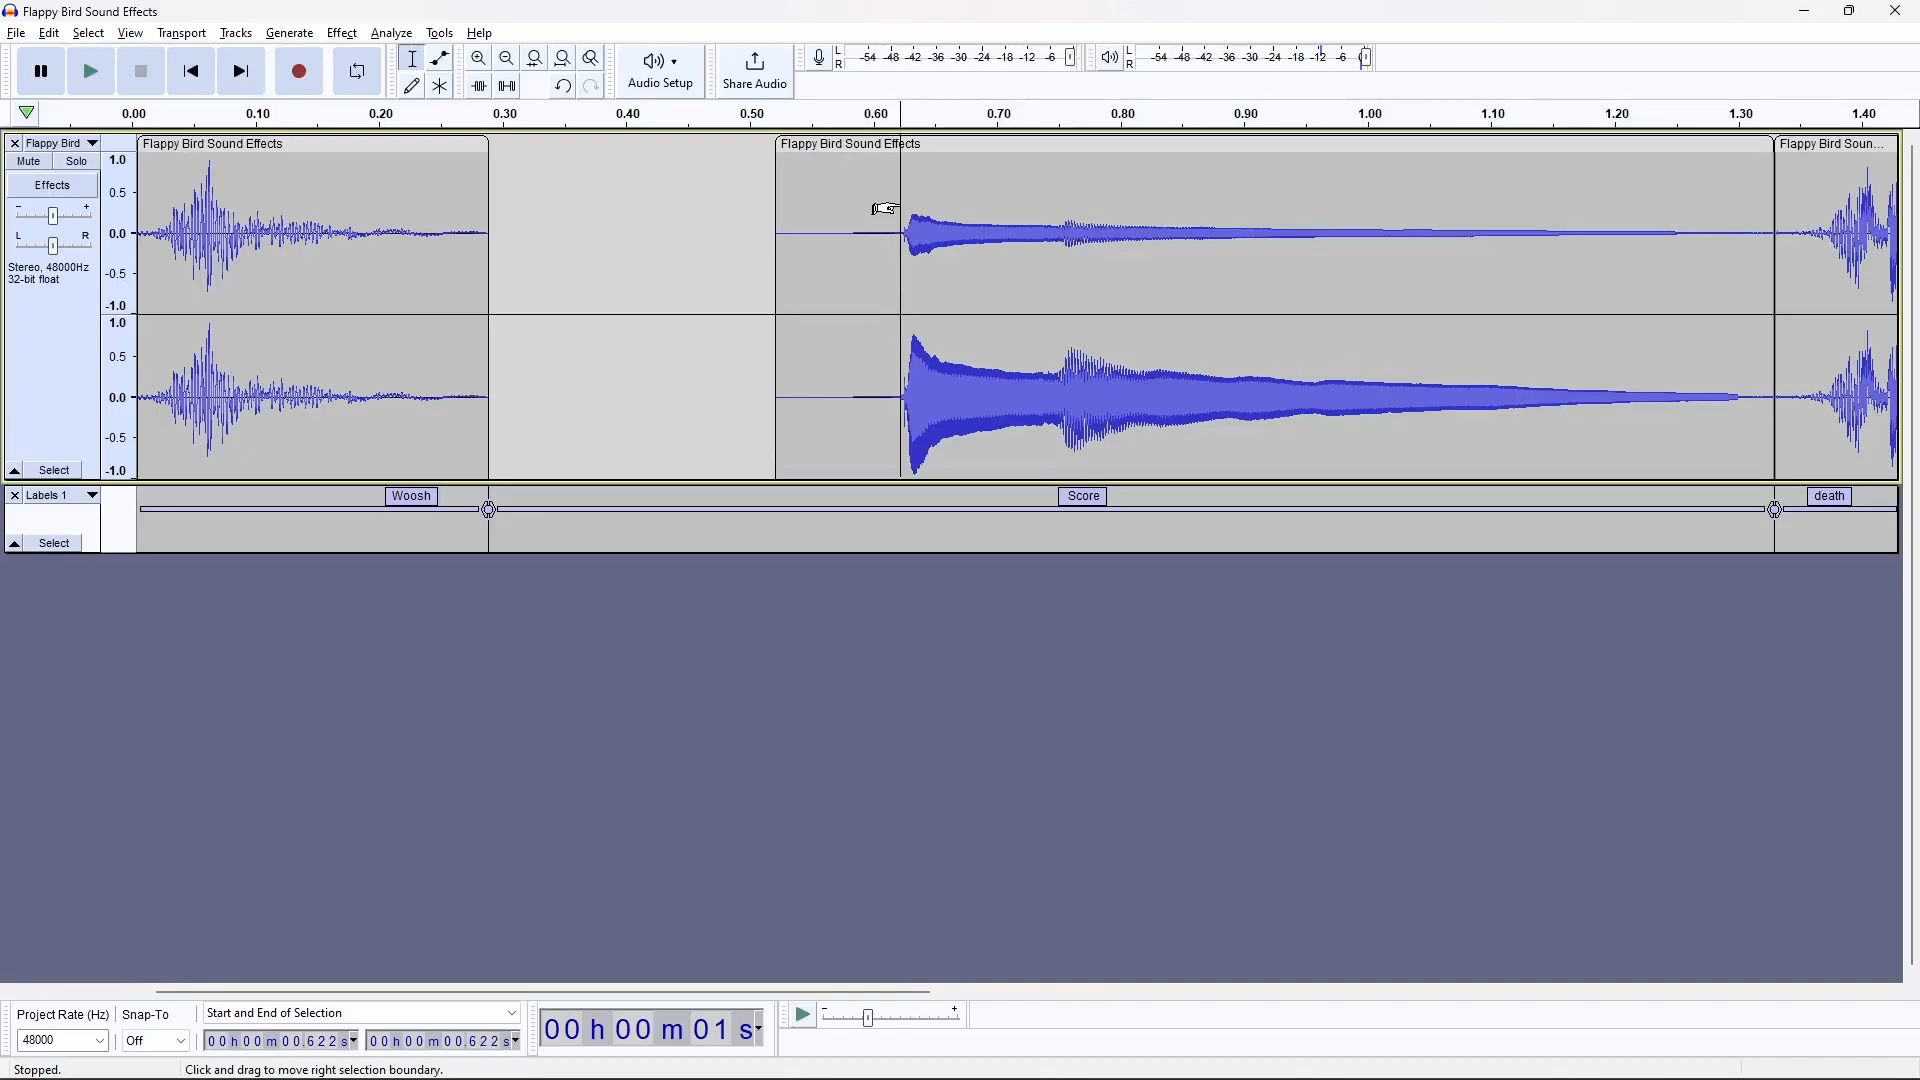 Flappy Bird Sound Effects
File Edit Select View Transport Tracks Generate Effect Analyze Tools Help
Audio Setup
Share Audio
L
R
-54 -48 -42 -36 -30 -24 -18 -12 -6 0
L
R
-54 -48 -42 -36 -30 -24 -18 -12 -6 0
0.00 0.10 0.20 0.30 0.40 0.50 0.60 0.70 0.80 0.90 1.00 1.10 1.20 1.30 1.40
Flappy Bird
Flappy Bird Sound Effects
Flappy Bird Sound Effects
Flappy Bird Soun...
Mute Solo
Effects
- +
L R
Stereo, 48000Hz
32-bit float
Select
1.0
0.5
0.0
-0.5
-1.0
1.0
0.5
0.0
-0.5
-1.0
Labels 1
Woosh
Score
death
Select
Project Rate (Hz)
Snap-To
Start and End of Selection
48000
Off
00 h 00 m 00.622 s
00 h 00 m 00.622 s
00 h 00 m 01 s
- +
Stopped.
Click and drag to move right selection boundary.